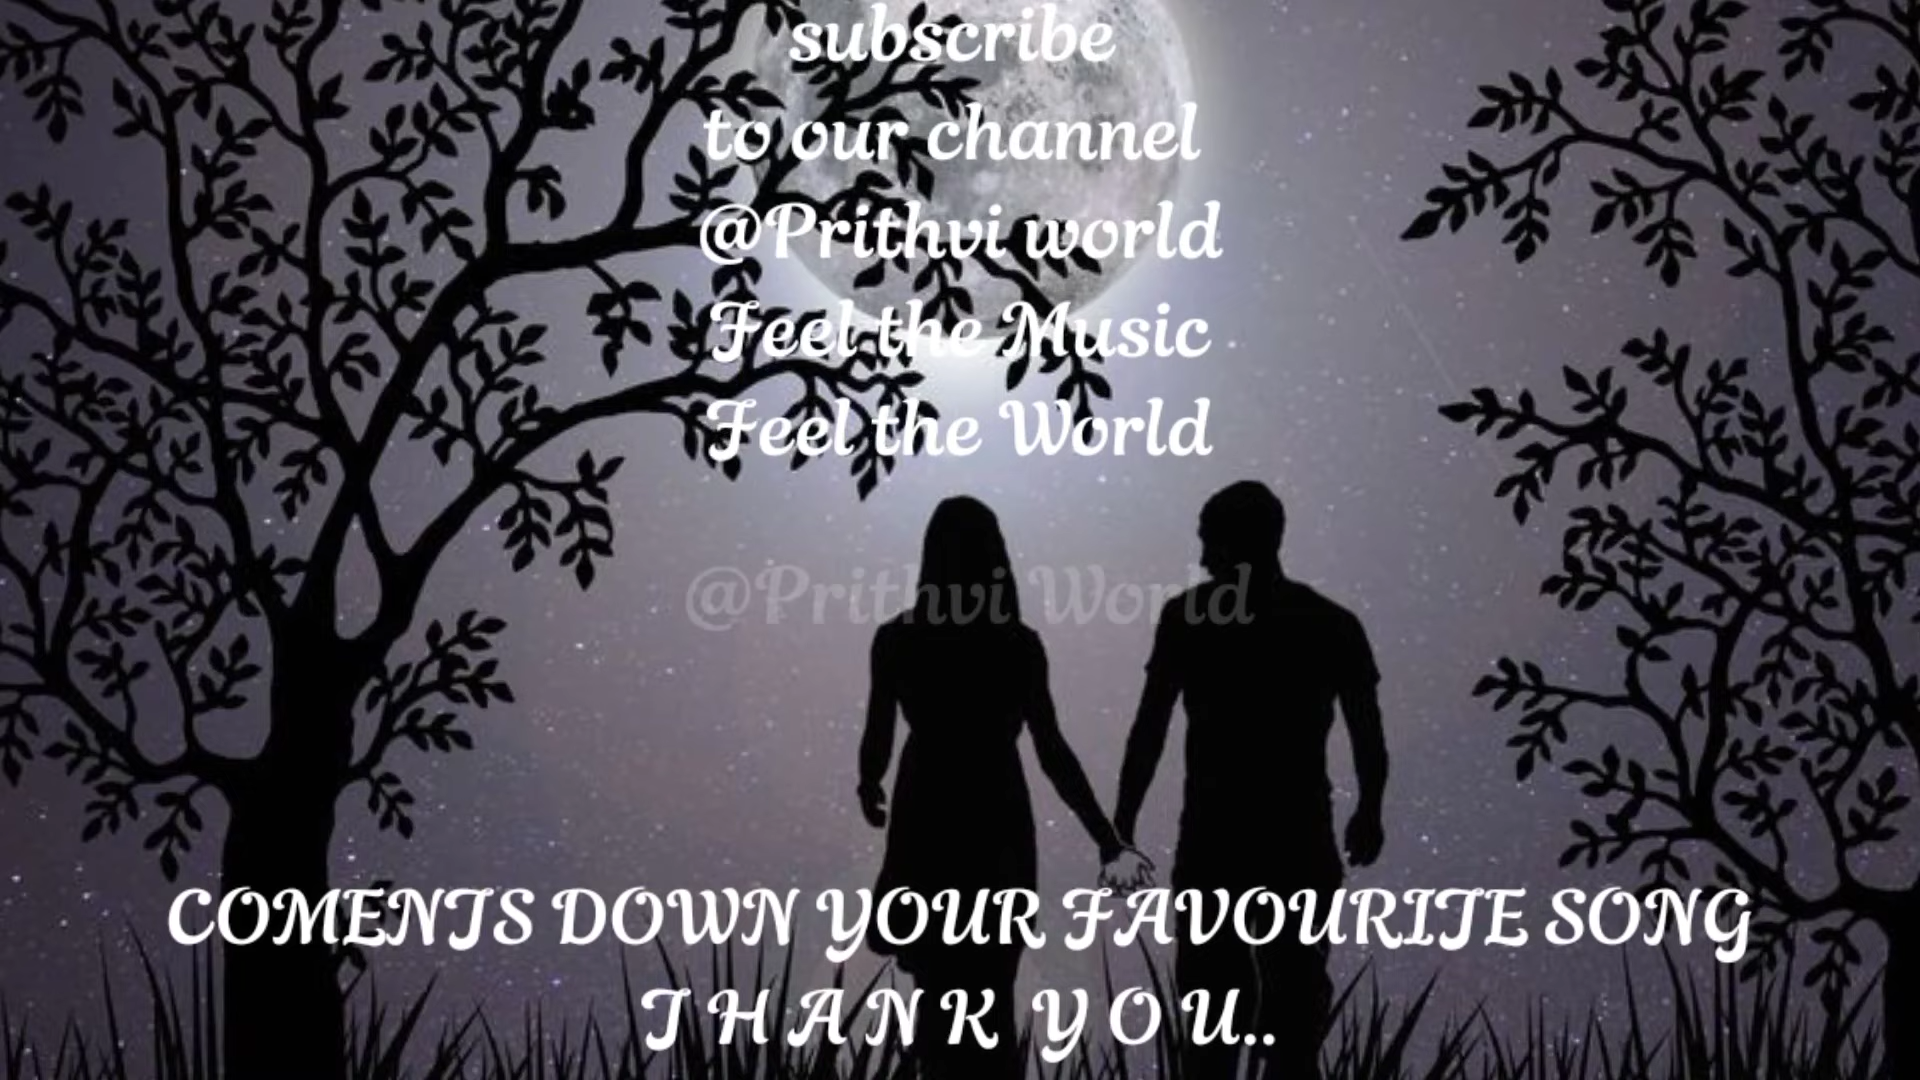 subscribe
to our channel
@Prithvi world
Feel the Music
Feel the World
@Prithvi World
COMENTS DOWN YOUR FAVOURITE SONG
T H A N K Y O U..